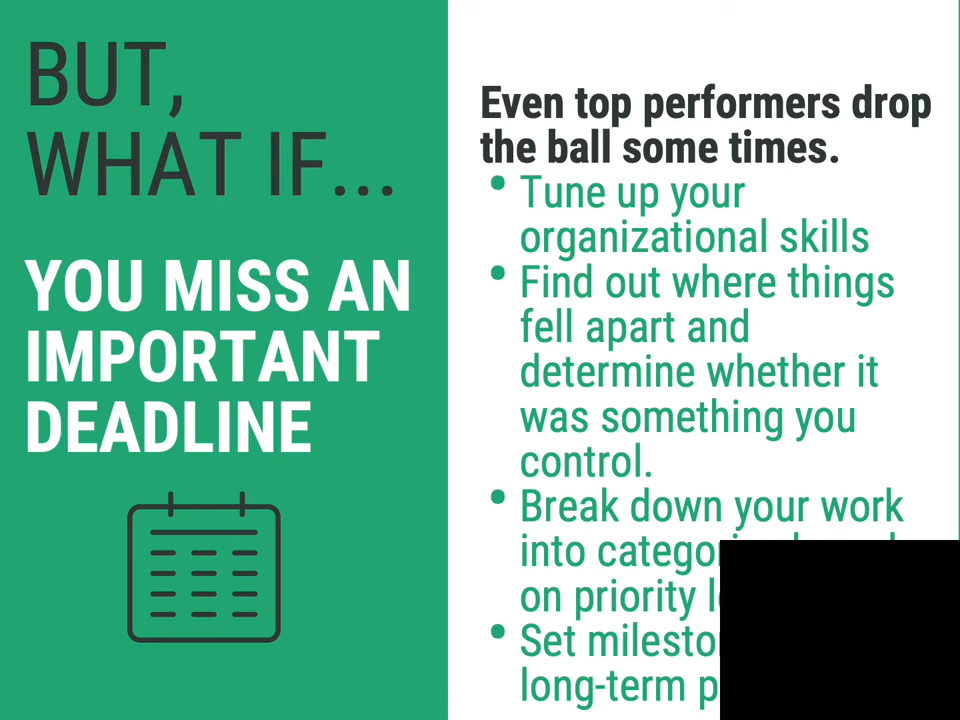 BUT,
WHAT IF...
YOU MISS AN
IMPORTANT
DEADLINE
Even top performers drop
the ball some times.
• Tune up your
organizational skills
• Find out where things
fell apart and
determine whether it
was something you
control.
• Break down your work
into
on priority
• Set
long-term